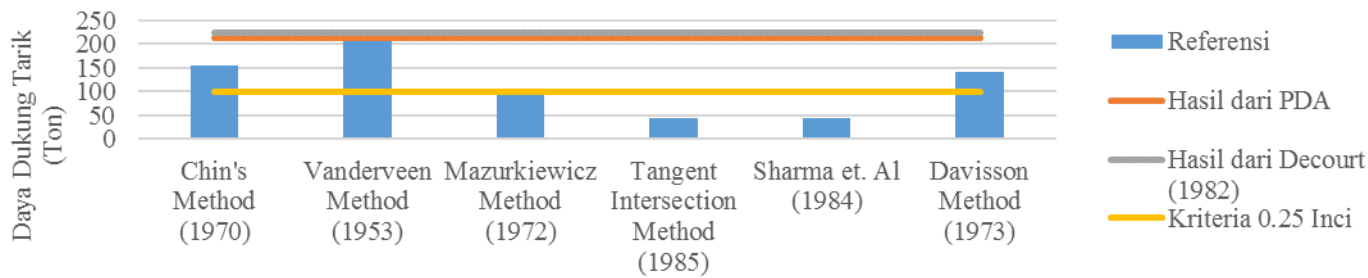 Daya Dukung Tarik
(Ton)
250
200
150
100
50
0
Chin's
Method
(1970)
Vanderveen
Method
(1953)
Mazurkiewicz
Method
(1972)
Tangent
Intersection
Method
(1985)
Sharma et. Al
(1984)
Davisson
Method
(1973)
Referensi
Hasil dari PDA
Hasil dari Decourt
(1982)
Kriteria 0.25 Inci